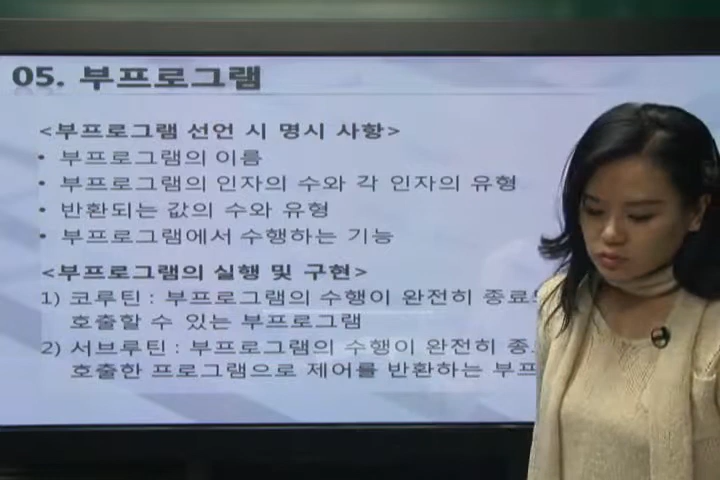 05. 부프로그램
<부프로그램 선언 시 명시 사항>
• 부프로그램의 이름
• 부프로그램의 인자의 수와 각 인자의 유형
• 반환되는 값의 수와 유형
• 부프로그램에서 수행하는 기능
<부프로그램의 실행 및 구현>
1) 코루틴 : 부프로그램의 수행이 완전히 종료
호출할 수 있는 부프로그램
2) 서브루틴 : 부프로그램의 수행이 완전히 종
호출한 프로그램으로 제어를 반환하는 부프